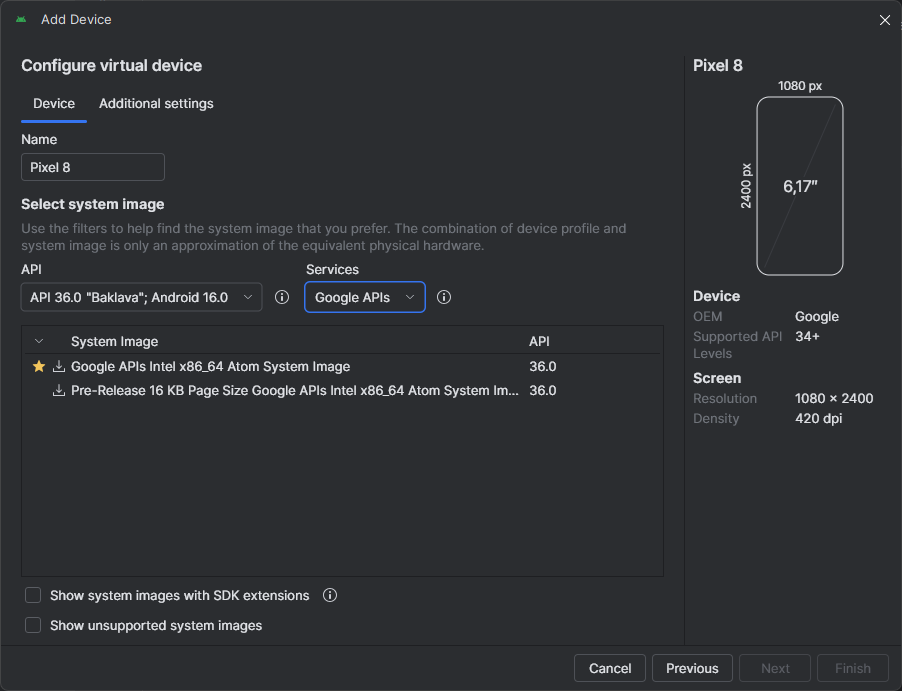 Add Device
Configure virtual device
Device Additional settings
Name
Pixel 8
Select system image
Use the filters to help find the system image that you prefer. The combination of device profile and
system image is only an approximation of the equivalent physical hardware.
API Services
API 36.0 "Baklava"; Android 16.0 Google APIs
System Image API
Google APIs Intel x86_64 Atom System Image 36.0
Pre-Release 16 KB Page Size Google APIs Intel x86_64 Atom System Im... 36.0
Show system images with SDK extensions
Show unsupported system images
Pixel 8
1080 px
2400 px
6,17″
Device
OEM Google
Supported API 34+
Levels
Screen
Resolution 1080 × 2400
Density 420 dpi
Cancel Previous Next Finish